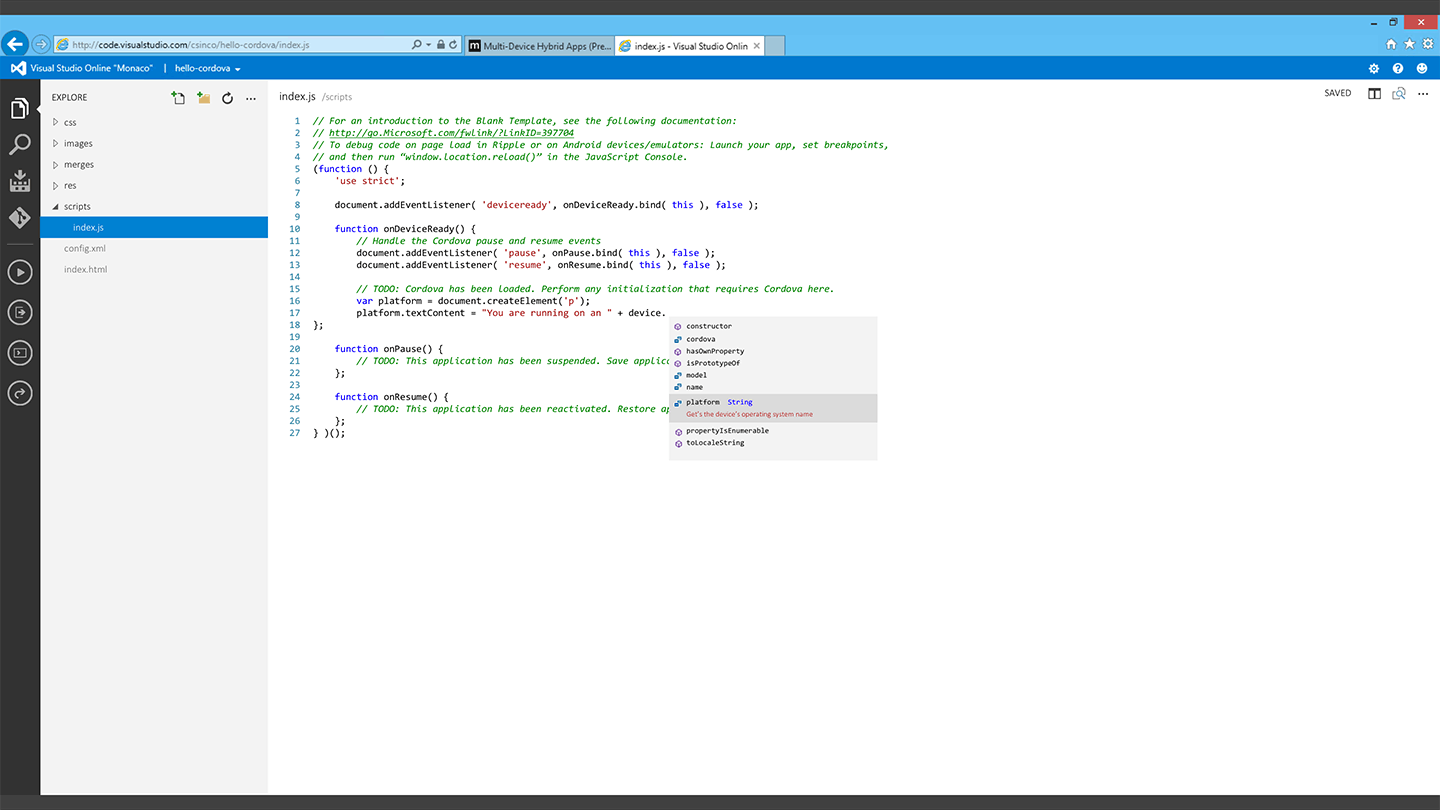 http://code.visualstudio.com/csinco/hello-cordova/index.js
Multi-Device Hybrid Apps (Pre...
index.js - Visual Studio Onlin
Visual Studio Online "Monaco" | hello-cordova
EXPLORE
css
images
merges
res
scripts
index.js
config.xml
index.html
index.js /scripts
SAVED
1 // For an introduction to the Blank Template, see the following documentation:
2 // http://go.Microsoft.com/fwlink/?LinkID=397704
3 // To debug code on page load in Ripple or on Android devices/emulators: Launch your app, set breakpoints,
4 // and then run “window.location.reload()” in the JavaScript Console.
5 (function () {
6 'use strict';
7
8 document.addEventListener( 'deviceready', onDeviceReady.bind( this ), false );
9
10 function onDeviceReady() {
11 // Handle the Cordova pause and resume events
12 document.addEventListener( 'pause', onPause.bind( this ), false );
13 document.addEventListener( 'resume', onResume.bind( this ), false );
14
15 // TODO: Cordova has been loaded. Perform any initialization that requires Cordova here.
16 var platform = document.createElement('p');
17 platform.textContent = "You are running on an " + device.
18 };
19
20 function onPause() {
21 // TODO: This application has been suspended. Save applic
22 };
23
24 function onResume() {
25 // TODO: This application has been reactivated. Restore ap
26 };
27 } )();
constructor
cordova
hasOwnProperty
isPrototypeOf
model
name
platform String
Get's the device's operating system name
propertyIsEnumerable
toLocaleString